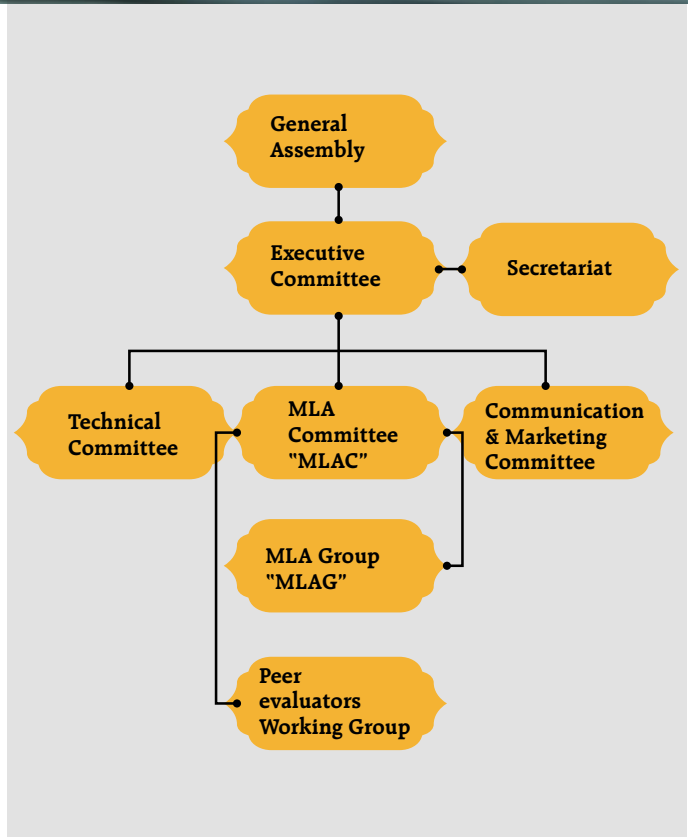 General
Assembly
Executive
Committee
Secretariat
Technical
Committee
MLA
Committee
“MLAC”
Communication
& Marketing
Committee
MLA Group
“MLAG”
Peer
evaluators
Working Group